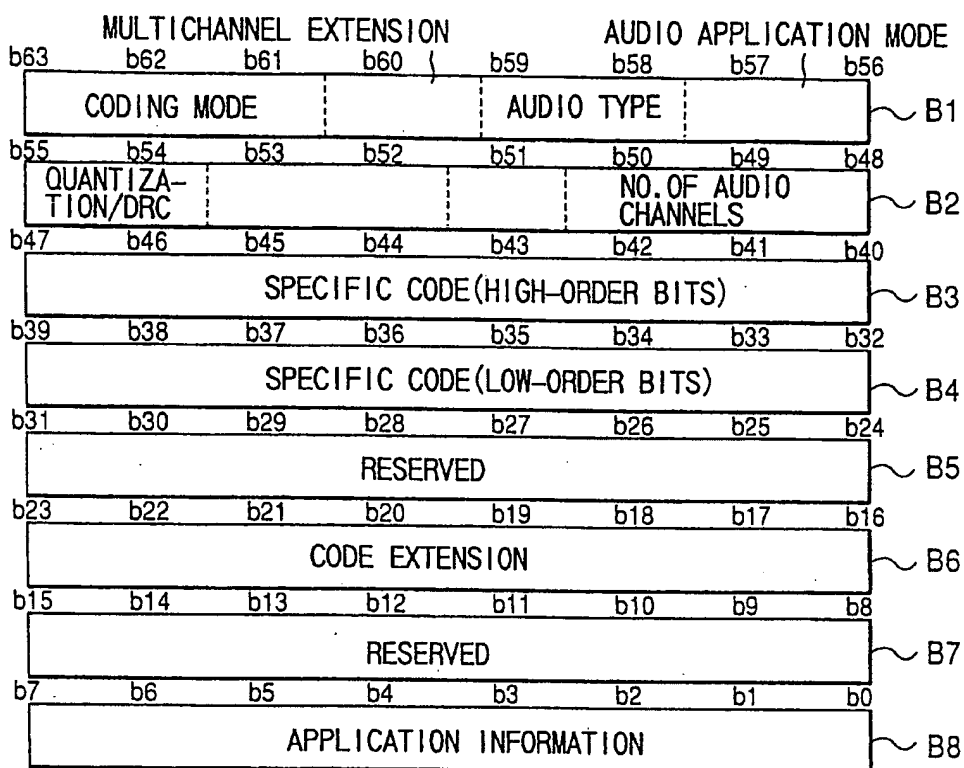 MULTICHANNEL EXTENSION AUDIO APPLICATION MODE
b63 b62 b61 b60 b59 b58 b57 b56
CODING MODE AUDIO TYPE B1
b55 b54 b53 b52 b51 b50 b49 b48
QUANTIZA-
TION/DRC
NO.OF AUDIO
CHANNELS
B2
b47 b46 b45 b44 b43 b42 b41 b40
SPECIFIC CODE(HIGH-ORDER BITS) B3
b39 b38 b37 b36 b35 b34 b33 b32
SPECIFIC CODE(LOW-ORDER BITS) B4
b31 b30 b29 b28 b27 b26 b25 b24
RESERVED B5
b23 b22 b21 b20 b19 b18 b17 b16
CODE EXTENSION B6
b15 b14 b13 b12 b11 b10 b9 b8
RESERVED B7
b7 b6 b5 b4 b3 b2 b1 b0
APPLICATION INFORMATION B8